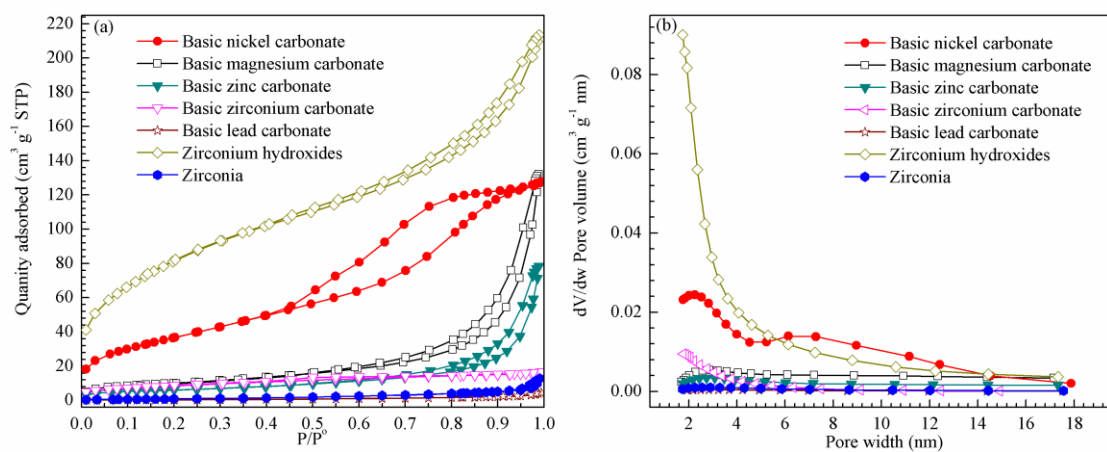 (a)
220
200
180
160
140
120
100
80
60
40
20
0
Quanity adsorbed (cm³ g⁻¹ STP)
Basic nickel carbonate
Basic magnesium carbonate
Basic zinc carbonate
Basic zirconium carbonate
Basic lead carbonate
Zirconium hydroxides
Zirconia
0.0 0.1 0.2 0.3 0.4 0.5 0.6 0.7 0.8 0.9 1.0
P/P°
(b)
0.08
0.06
0.04
0.02
0.00
dV/dw Pore volume (cm³ g⁻¹ nm)
Basic nickel carbonate
Basic magnesium carbonate
Basic zinc carbonate
Basic zirconium carbonate
Basic lead carbonate
Zirconium hydroxides
Zirconia
2 4 6 8 10 12 14 16 18
Pore width (nm)